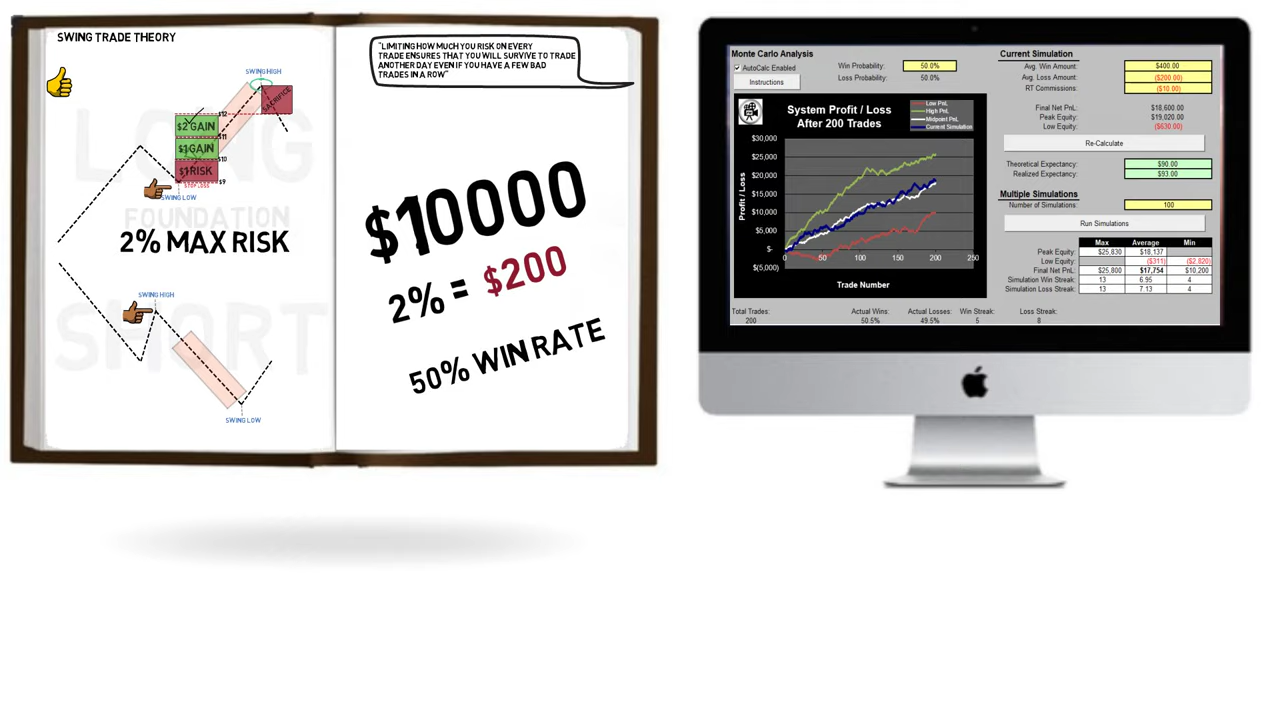 SWING TRADE THEORY
LONG
SWING HIGH
SACRIFICE
$12
$2 GAIN
$11
$1 GAIN
$10
$1 RISK
$9
STOP LOSS
SWING LOW
FOUNDATION
2% MAX RISK
SWING HIGH
SHORT
SWING LOW
"LIMITING HOW MUCH YOU RISK ON EVERY
TRADE ENSURES THAT YOU WILL SURVIVE TO TRADE
ANOTHER DAY EVEN IF YOU HAVE A FEW BAD
TRADES IN A ROW"
$10000
2% = $200
50% WIN RATE
Monte Carlo Analysis
AutoCalc Enabled
Instructions
Win Probability: 50.0%
Loss Probability: 50.0%
System Profit / Loss
After 200 Trades
Low PnL
High PnL
Midpoint PnL
Current Simulation
$30,000
$25,000
$20,000
$15,000
$10,000
$5,000
$-
$(5,000)
Profit / Loss
0 50 100 150 200 250
Trade Number
Total Trades: Actual Wins: Actual Losses: Win Streak: Loss Streak:
200 50.5% 49.5% 5 8
Current Simulation
Avg. Win Amount: $400.00
Avg. Loss Amount: ($200.00)
RT Commissions: ($10.00)
Final Net PnL: $18,600.00
Peak Equity: $19,020.00
Low Equity: ($630.00)
Re-Calculate
Theoretical Expectancy: $90.00
Realized Expectancy: $93.00
Multiple Simulations
Number of Simulations: 100
Run Simulations
Max Average Min
Peak Equity: $25,830 $18,137
Low Equity: ($311) ($2,820)
Final Net PnL: $25,800 $17,754 $10,200
Simulation Win Streak: 13 6.95 4
Simulation Loss Streak: 13 7.13 4